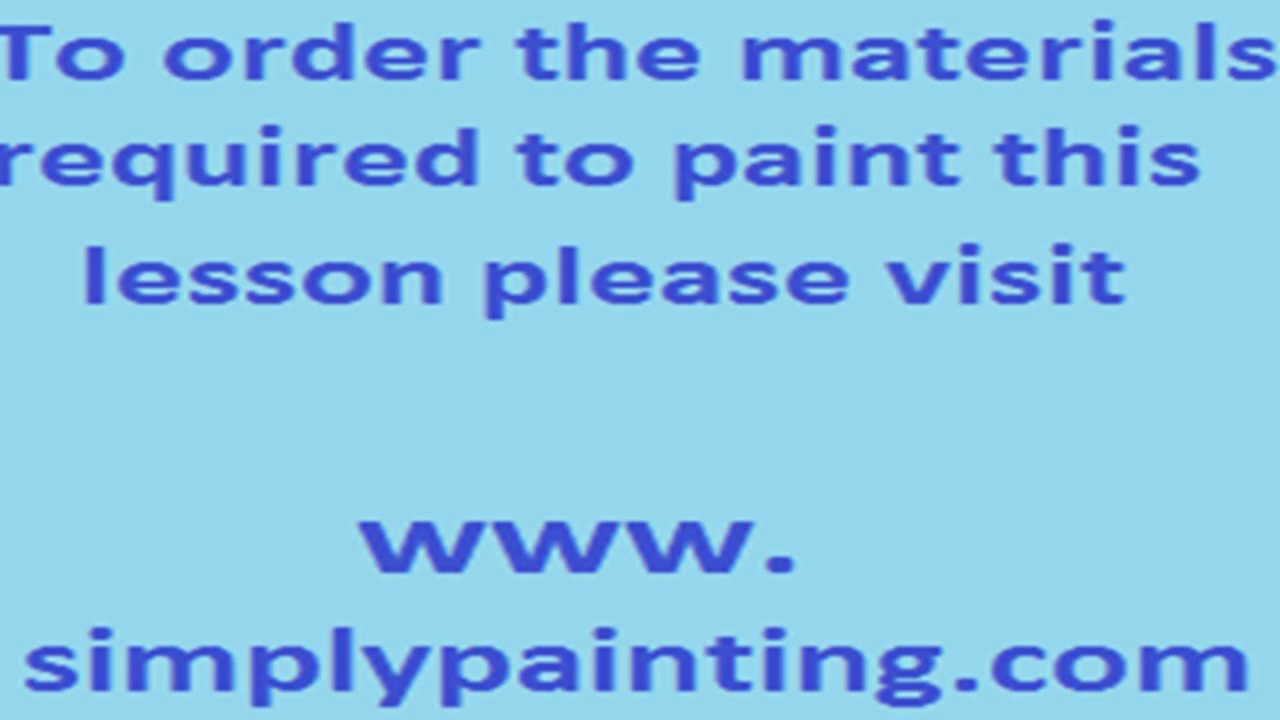 To order the materials
required to paint this
lesson please visit
www.
simplypainting.com